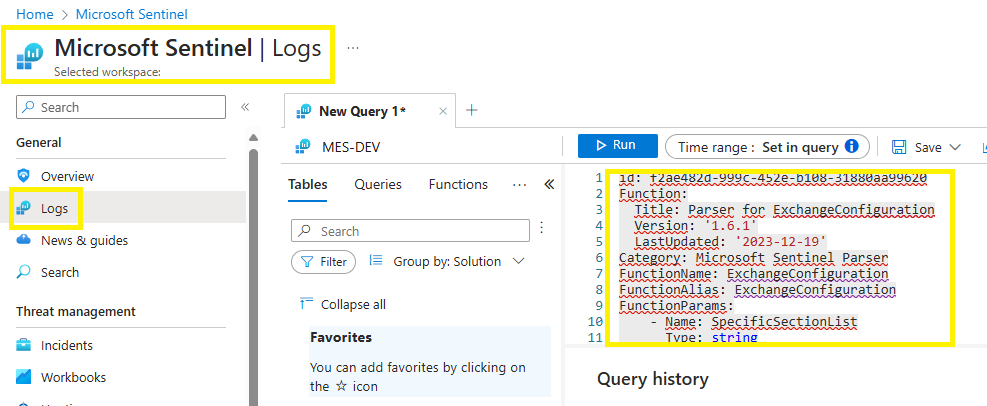 Home > Microsoft Sentinel
Microsoft Sentinel | Logs ...
Selected workspace:
Search «
General
Overview
Logs
News & guides
Search
Threat management
Incidents
Workbooks
New Query 1* × +
MES-DEV
Run Time range : Set in query Save
Tables Queries Functions ... «
Search
Filter Group by: Solution
Collapse all
Favorites
You can add favorites by clicking on
the ☆ icon
1 id: f2ae482d-999c-452e-b108-31880aa99620
2 Function:
3 Title: Parser for ExchangeConfiguration
4 Version: '1.6.1'
5 LastUpdated: '2023-12-19'
6 Category: Microsoft Sentinel Parser
7 FunctionName: ExchangeConfiguration
8 FunctionAlias: ExchangeConfiguration
9 FunctionParams:
10 - Name: SpecificSectionList
11 Type: string
Query history